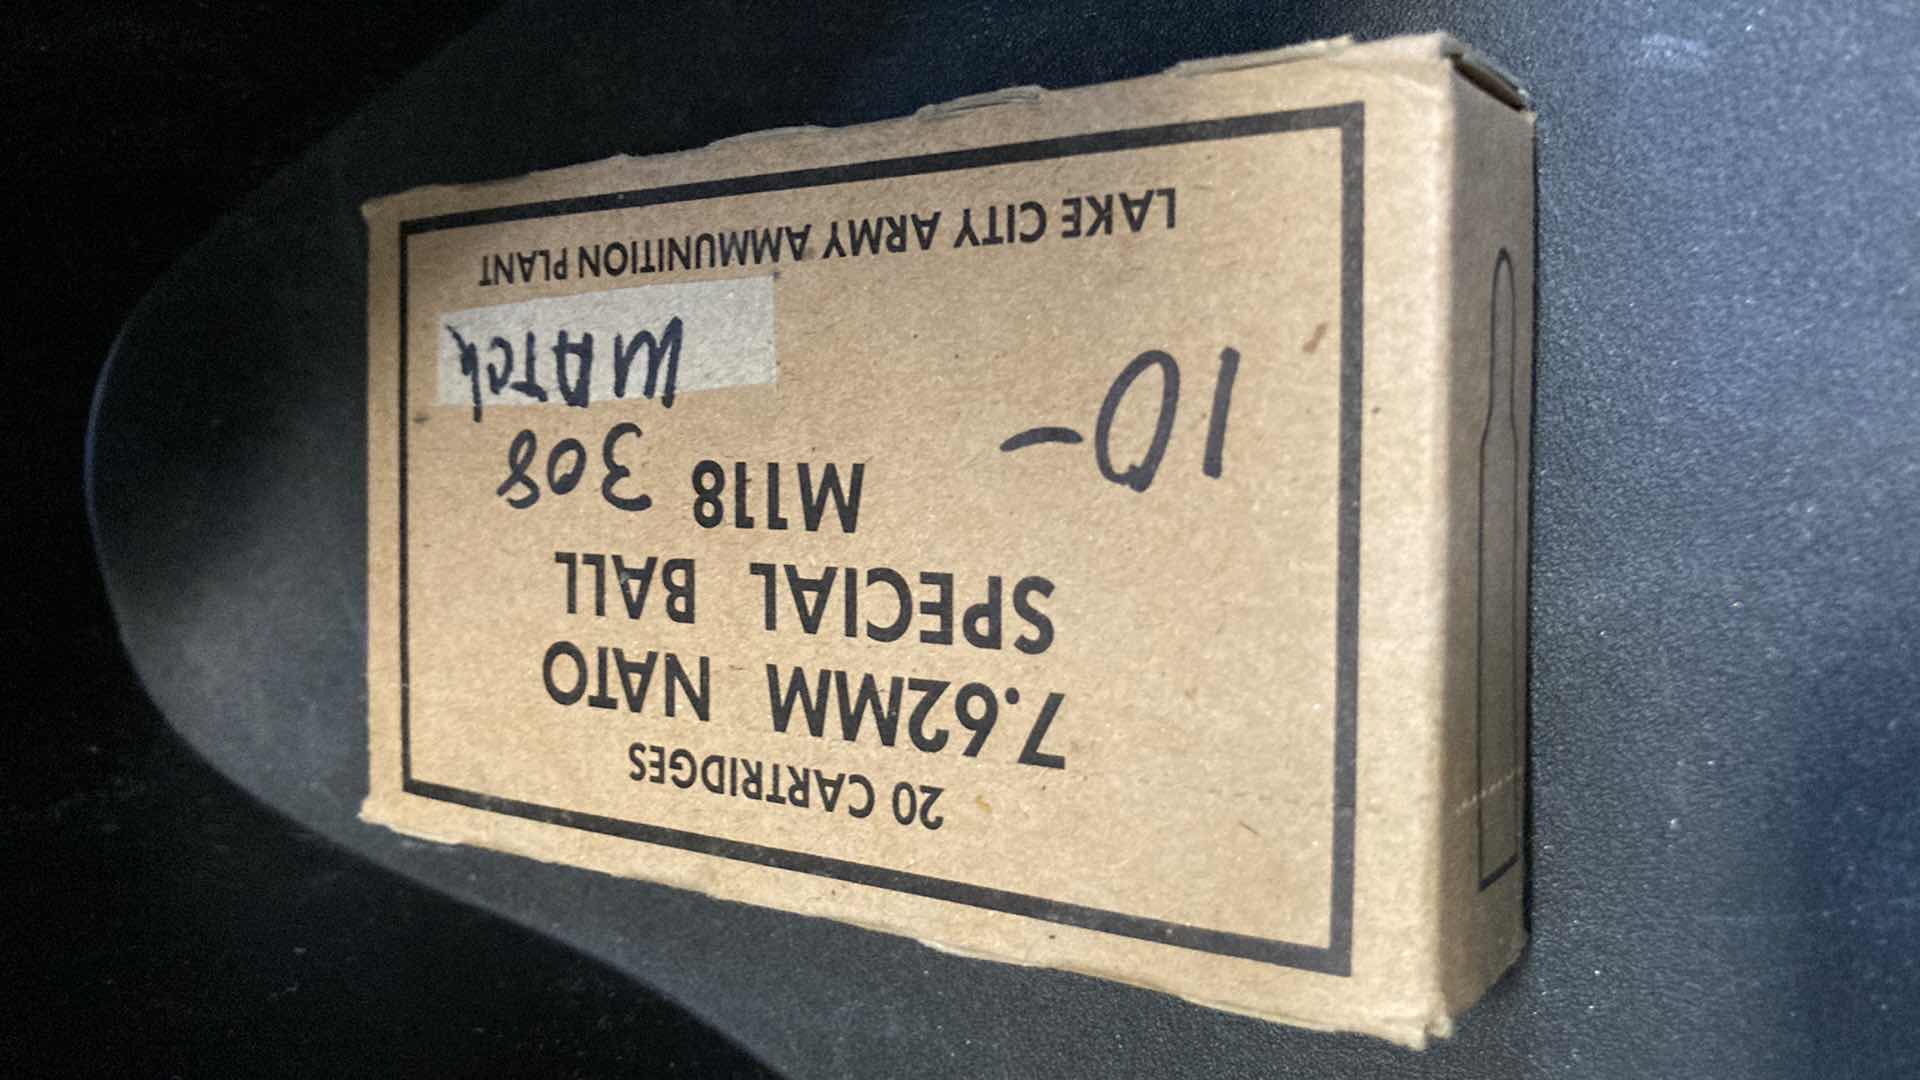 20 CARTRIDGES
7.62MM NATO
SPECIAL BALL
M118 308
10-
MATCh
LAKE CITY ARMY AMMUNITION PLANT